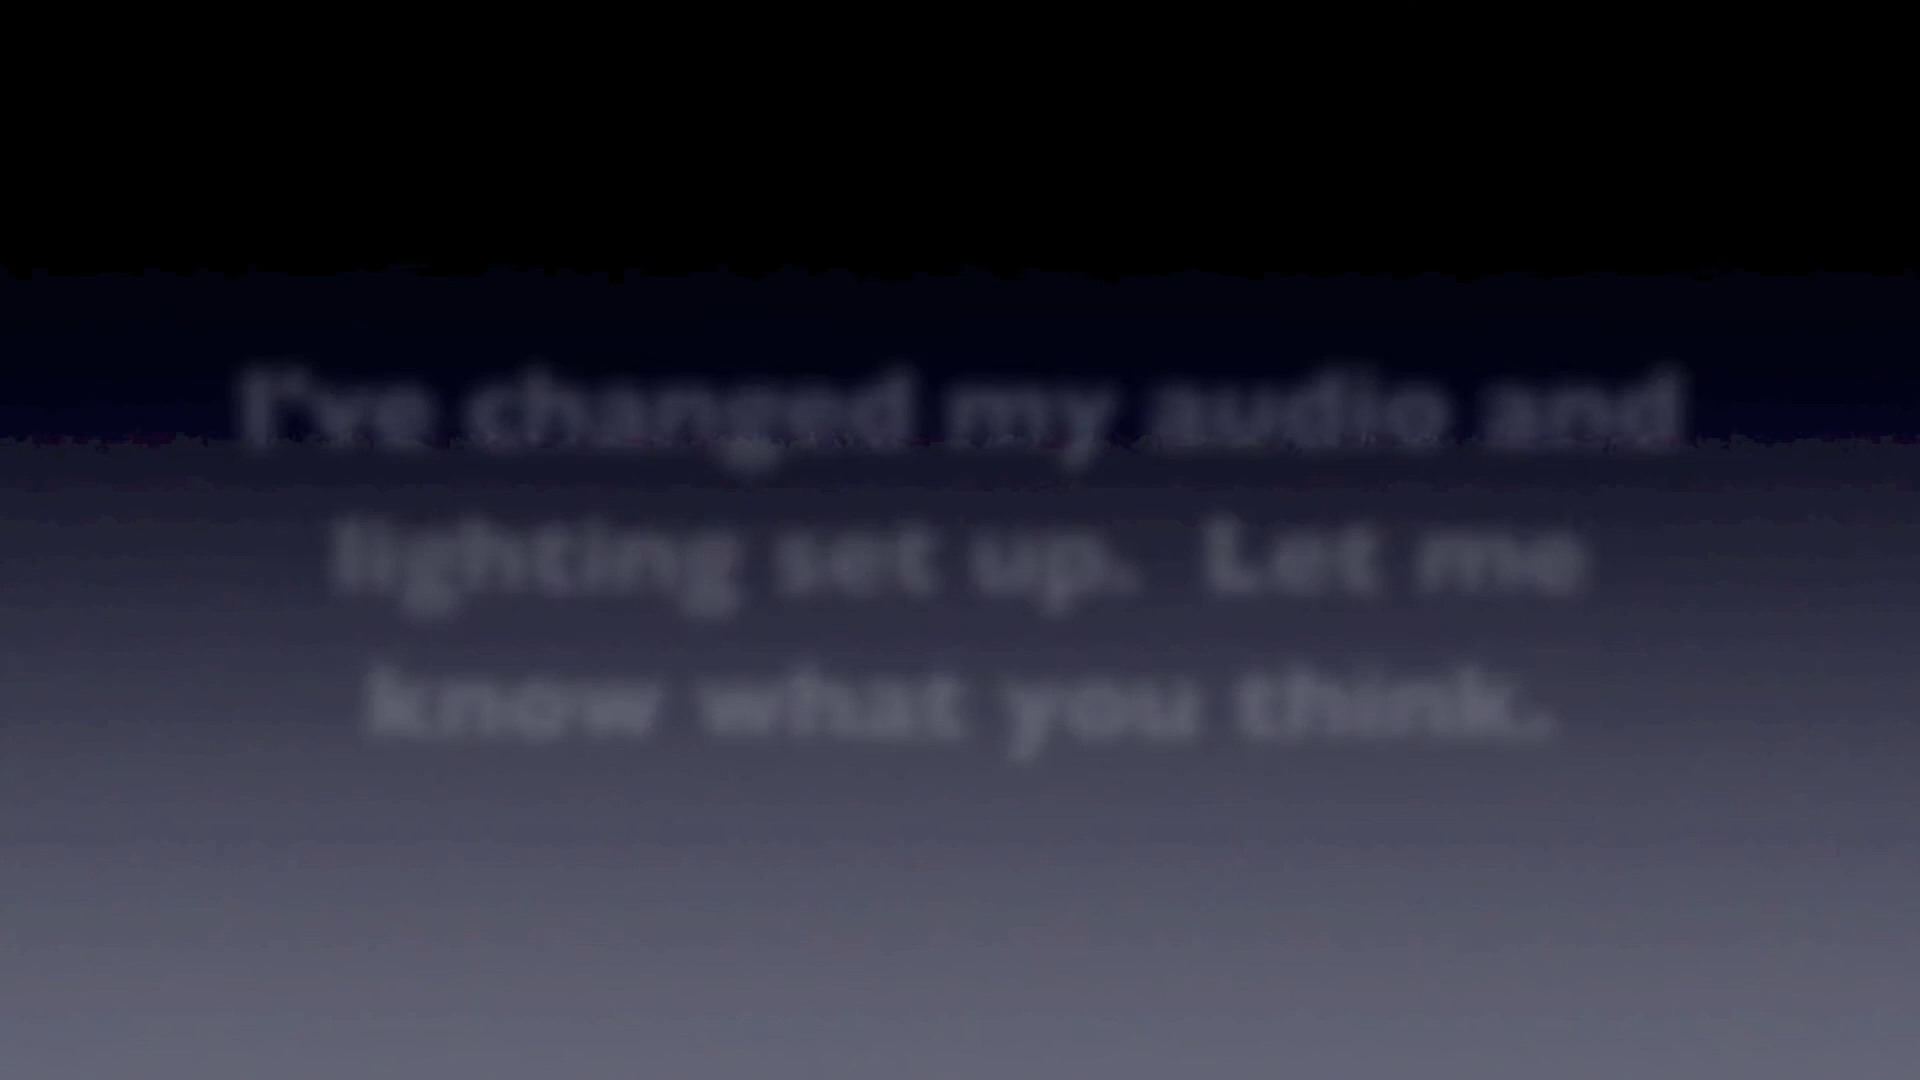 I've changed my audio and
lighting set up.  Let me
know what you think.